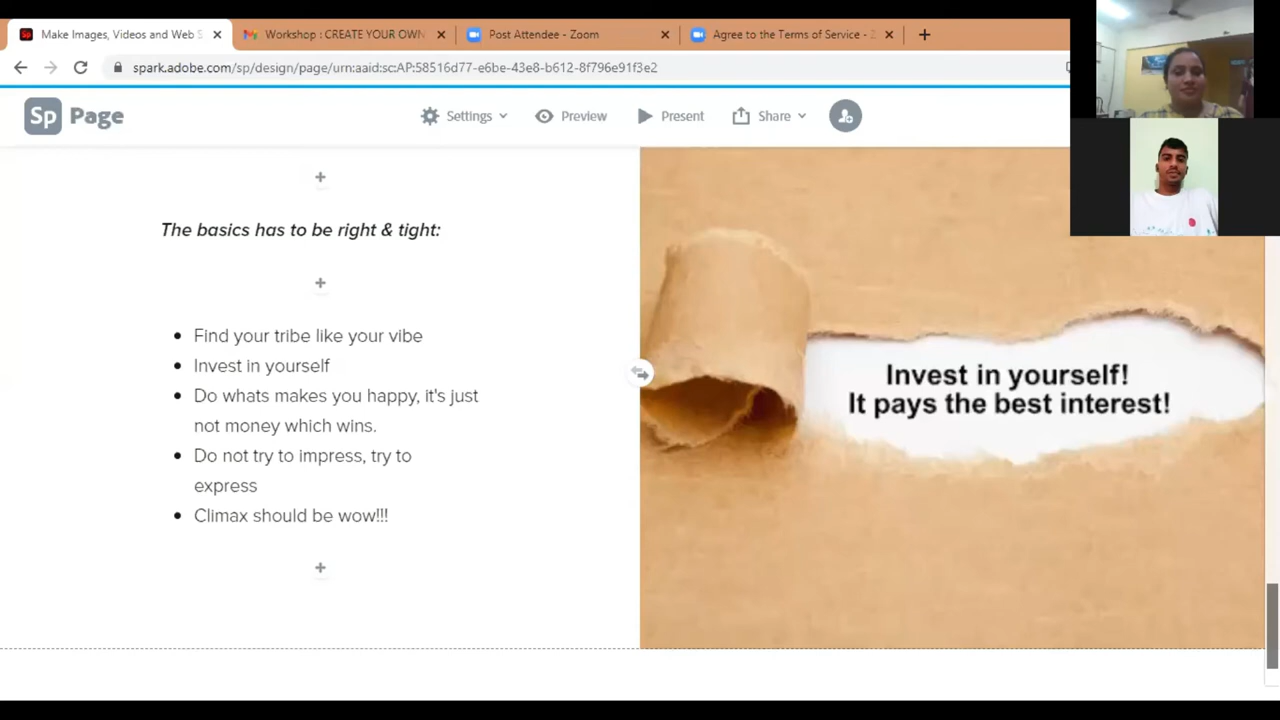 Make Images, Videos and Web S
Workshop : CREATE YOUR OWN
Post Attendee - Zoom
Agree to the Terms of Service - Z
spark.adobe.com/sp/design/page/urn:aaid:sc:AP:58516d77-e6be-43e8-b612-8f796e91f3e2
Sp Page
Settings
Preview
Present
Share
The basics has to be right & tight:
• Find your tribe like your vibe
• Invest in yourself
• Do whats makes you happy, it's just
not money which wins.
• Do not try to impress, try to
express
• Climax should be wow!!!
Invest in yourself!
It pays the best interest!